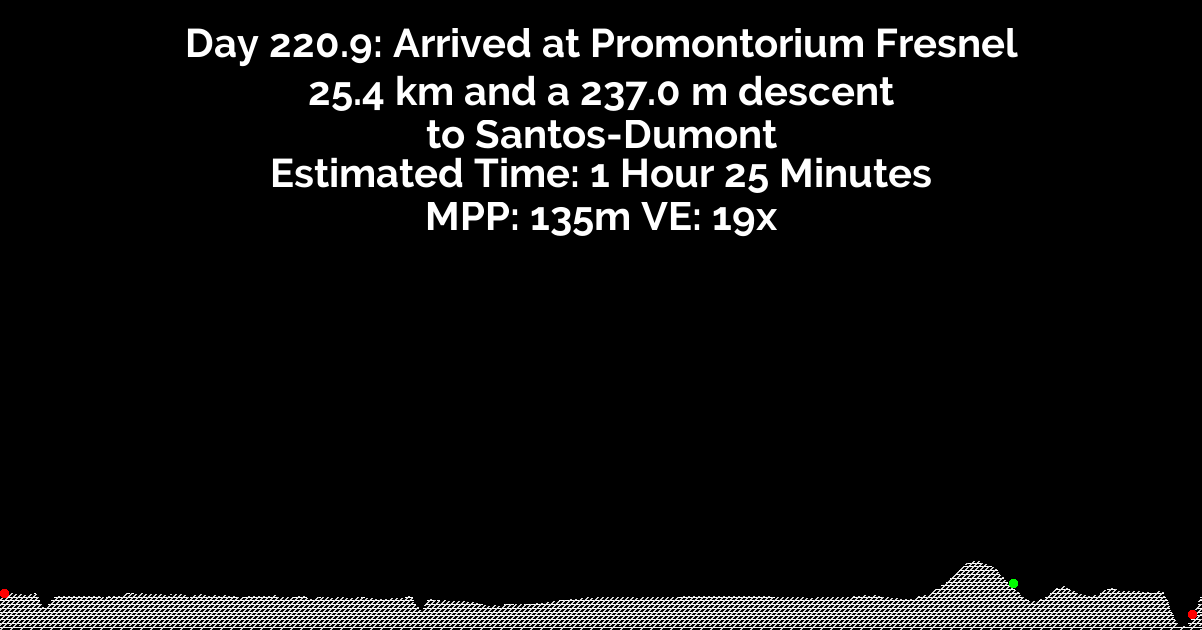 Day 220.9: Arrived at Promontorium Fresnel
25.4 km and a 237.0 m descent
to Santos-Dumont
Estimated Time: 1 Hour 25 Minutes
MPP: 135m VE: 19x